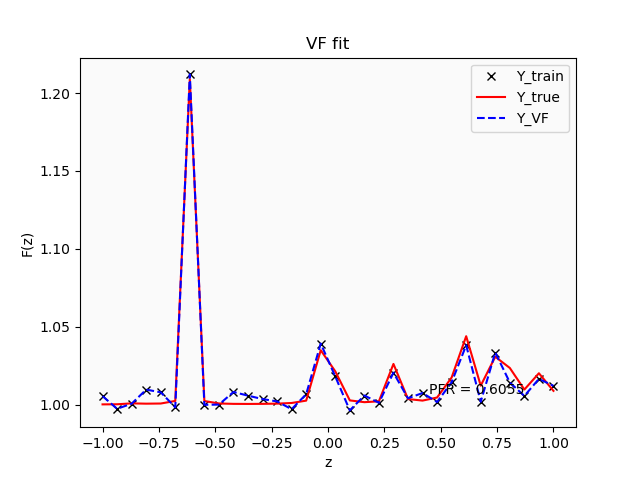 VF fit
Y_train
Y_true
Y_VF
F(z)
1.20
1.15
1.10
1.05
1.00
PFR = 0.6055
−1.00 −0.75 −0.50 −0.25 0.00 0.25 0.50 0.75 1.00
z